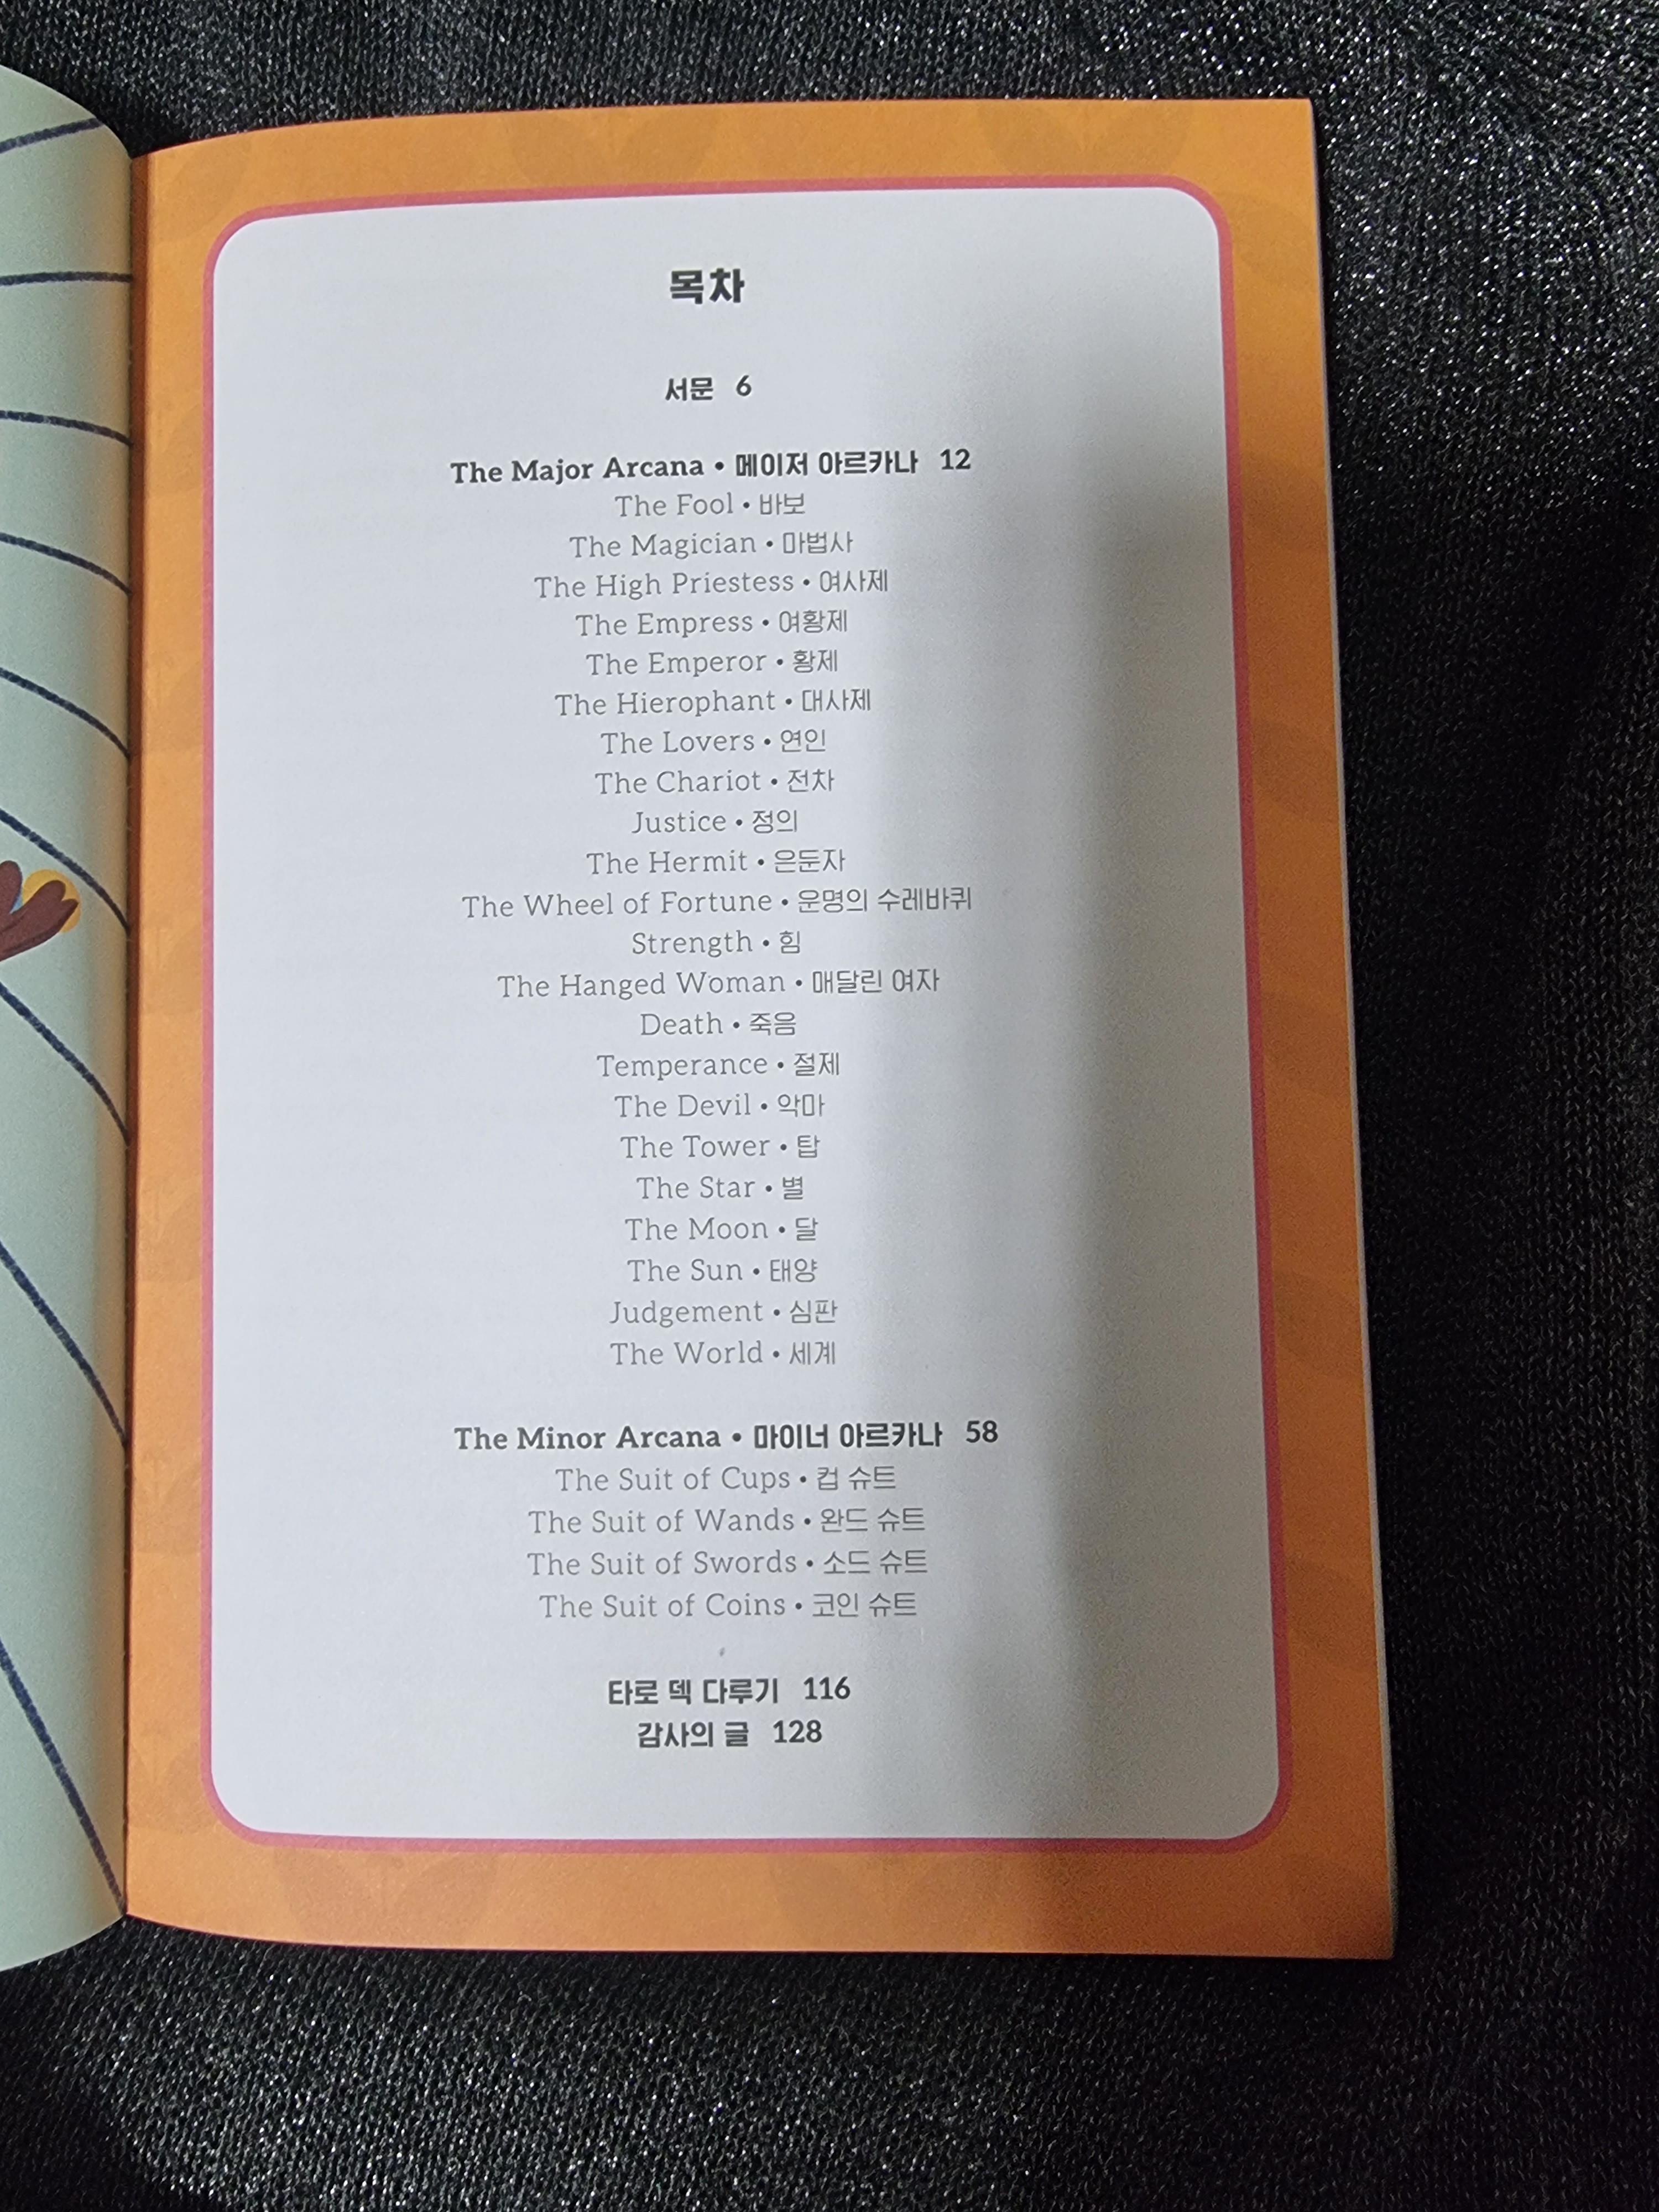 목차
서문 6
The Major Arcana • 메이저 아르카나 12
The Fool • 바보
The Magician • 마법사
The High Priestess • 여사제
The Empress • 여황제
The Emperor • 황제
The Hierophant • 대사제
The Lovers • 연인
The Chariot • 전차
Justice • 정의
The Hermit • 은둔자
The Wheel of Fortune • 운명의 수레바퀴
Strength • 힘
The Hanged Woman • 매달린 여자
Death • 죽음
Temperance • 절제
The Devil • 악마
The Tower • 탑
The Star • 별
The Moon • 달
The Sun • 태양
Judgement • 심판
The World • 세계
The Minor Arcana • 마이너 아르카나 58
The Suit of Cups • 컵 슈트
The Suit of Wands • 완드 슈트
The Suit of Swords • 소드 슈트
The Suit of Coins • 코인 슈트
타로 덱 다루기 116
감사의 글 128